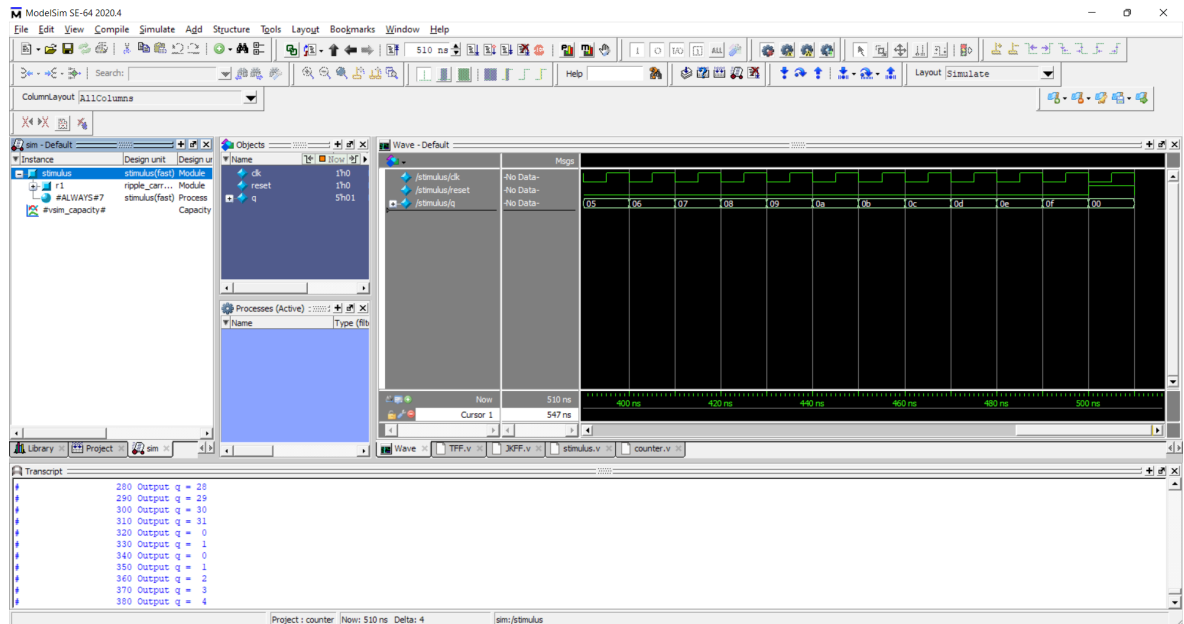 ModelSim SE-64 2020.4
File Edit View Compile Simulate Add Structure Tools Layout Bookmarks Window Help
510 ns
Search:
Help
Layout Simulate
ColumnLayout AllColumns
sim - Default
Instance Design unit Design ur
stimulus stimulus(fast) Module
r1 ripple_carr... Module
#ALWAYS#7 stimulus(fast) Process
#vsim_capacity# Capacity
Objects
Name Now
clk 1'h0
reset 1'h0
q 5'h01
Processes (Active)
Name Type (filt
Wave - Default
Msgs
/stimulus/clk -No Data-
/stimulus/reset -No Data-
/stimulus/q -No Data- 05 06 07 08 09 0a 0b 0c 0d 0e 0f 00
Now 510 ns 400 ns 420 ns 440 ns 460 ns 480 ns 500 ns
Cursor 1 547 ns
Library Project sim
Wave TFF.v JKFF.v stimulus.v counter.v
Transcript
# 280 Output q = 28
# 290 Output q = 29
# 300 Output q = 30
# 310 Output q = 31
# 320 Output q = 0
# 330 Output q = 1
# 340 Output q = 0
# 350 Output q = 1
# 360 Output q = 2
# 370 Output q = 3
# 380 Output q = 4
Project : counter Now: 510 ns Delta: 4 sim:/stimulus